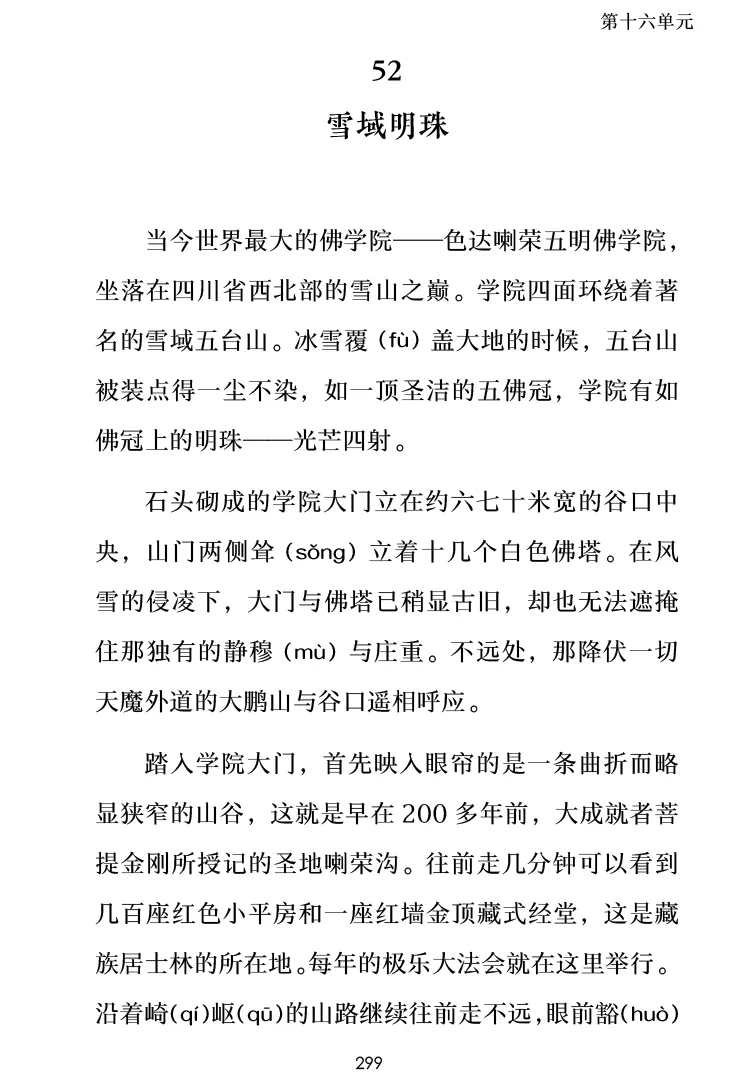 第十六单元
52
雪域明珠
当今世界最大的佛学院——色达喇荣五明佛学院，
坐落在四川省西北部的雪山之巅。学院四面环绕着著
名的雪域五台山。冰雪覆（fù）盖大地的时候，五台山
被装点得一尘不染，如一顶圣洁的五佛冠，学院有如
佛冠上的明珠——光芒四射。
石头砌成的学院大门立在约六七十米宽的谷口中
央，山门两侧耸（sǒng）立着十几个白色佛塔。在风
雪的侵凌下，大门与佛塔已稍显古旧，却也无法遮掩
住那独有的静穆（mù）与庄重。不远处，那降伏一切
天魔外道的大鹏山与谷口遥相呼应。
踏入学院大门，首先映入眼帘的是一条曲折而略
显狭窄的山谷，这就是早在 200 多年前，大成就者菩
提金刚所授记的圣地喇荣沟。往前走几分钟可以看到
几百座红色小平房和一座红墙金顶藏式经堂，这是藏
族居士林的所在地。每年的极乐大法会就在这里举行。
沿着崎(qí)岖(qū)的山路继续往前走不远，眼前豁(huò)
299